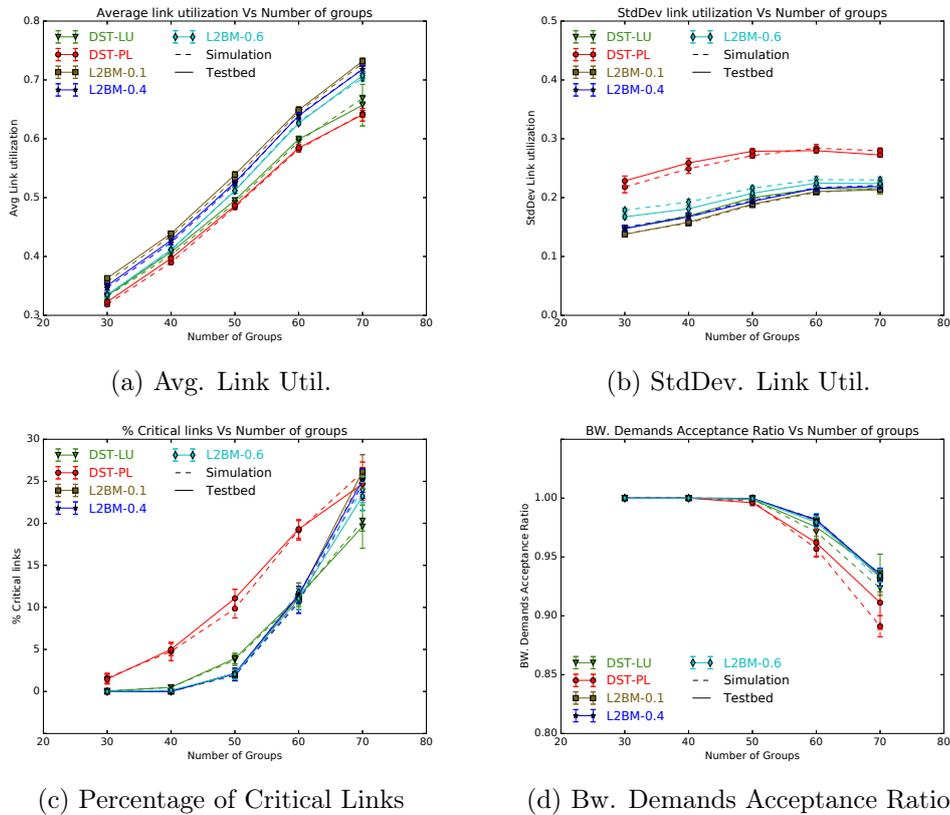 Average link utilization Vs Number of groups
Avg Link utilization
0.8
0.7
0.6
0.5
0.4
0.3
DST-LU
DST-PL
L2BM-0.1
L2BM-0.4
L2BM-0.6
Simulation
Testbed
20 30 40 50 60 70 80
Number of Groups
(a) Avg. Link Util.
StdDev link utilization Vs Number of groups
StdDev Link utilization
0.5
0.4
0.3
0.2
0.1
0.0
DST-LU
DST-PL
L2BM-0.1
L2BM-0.4
L2BM-0.6
Simulation
Testbed
20 30 40 50 60 70 80
Number of Groups
(b) StdDev. Link Util.
% Critical links Vs Number of groups
% Critical links
30
25
20
15
10
5
0
DST-LU
DST-PL
L2BM-0.1
L2BM-0.4
L2BM-0.6
Simulation
Testbed
20 30 40 50 60 70 80
Number of Groups
(c) Percentage of Critical Links
BW. Demands Acceptance Ratio Vs Number of groups
BW. Demands Acceptance Ratio
1.00
0.95
0.90
0.85
0.80
DST-LU
DST-PL
L2BM-0.1
L2BM-0.4
L2BM-0.6
Simulation
Testbed
20 30 40 50 60 70 80
Number of Groups
(d) Bw. Demands Acceptance Ratio